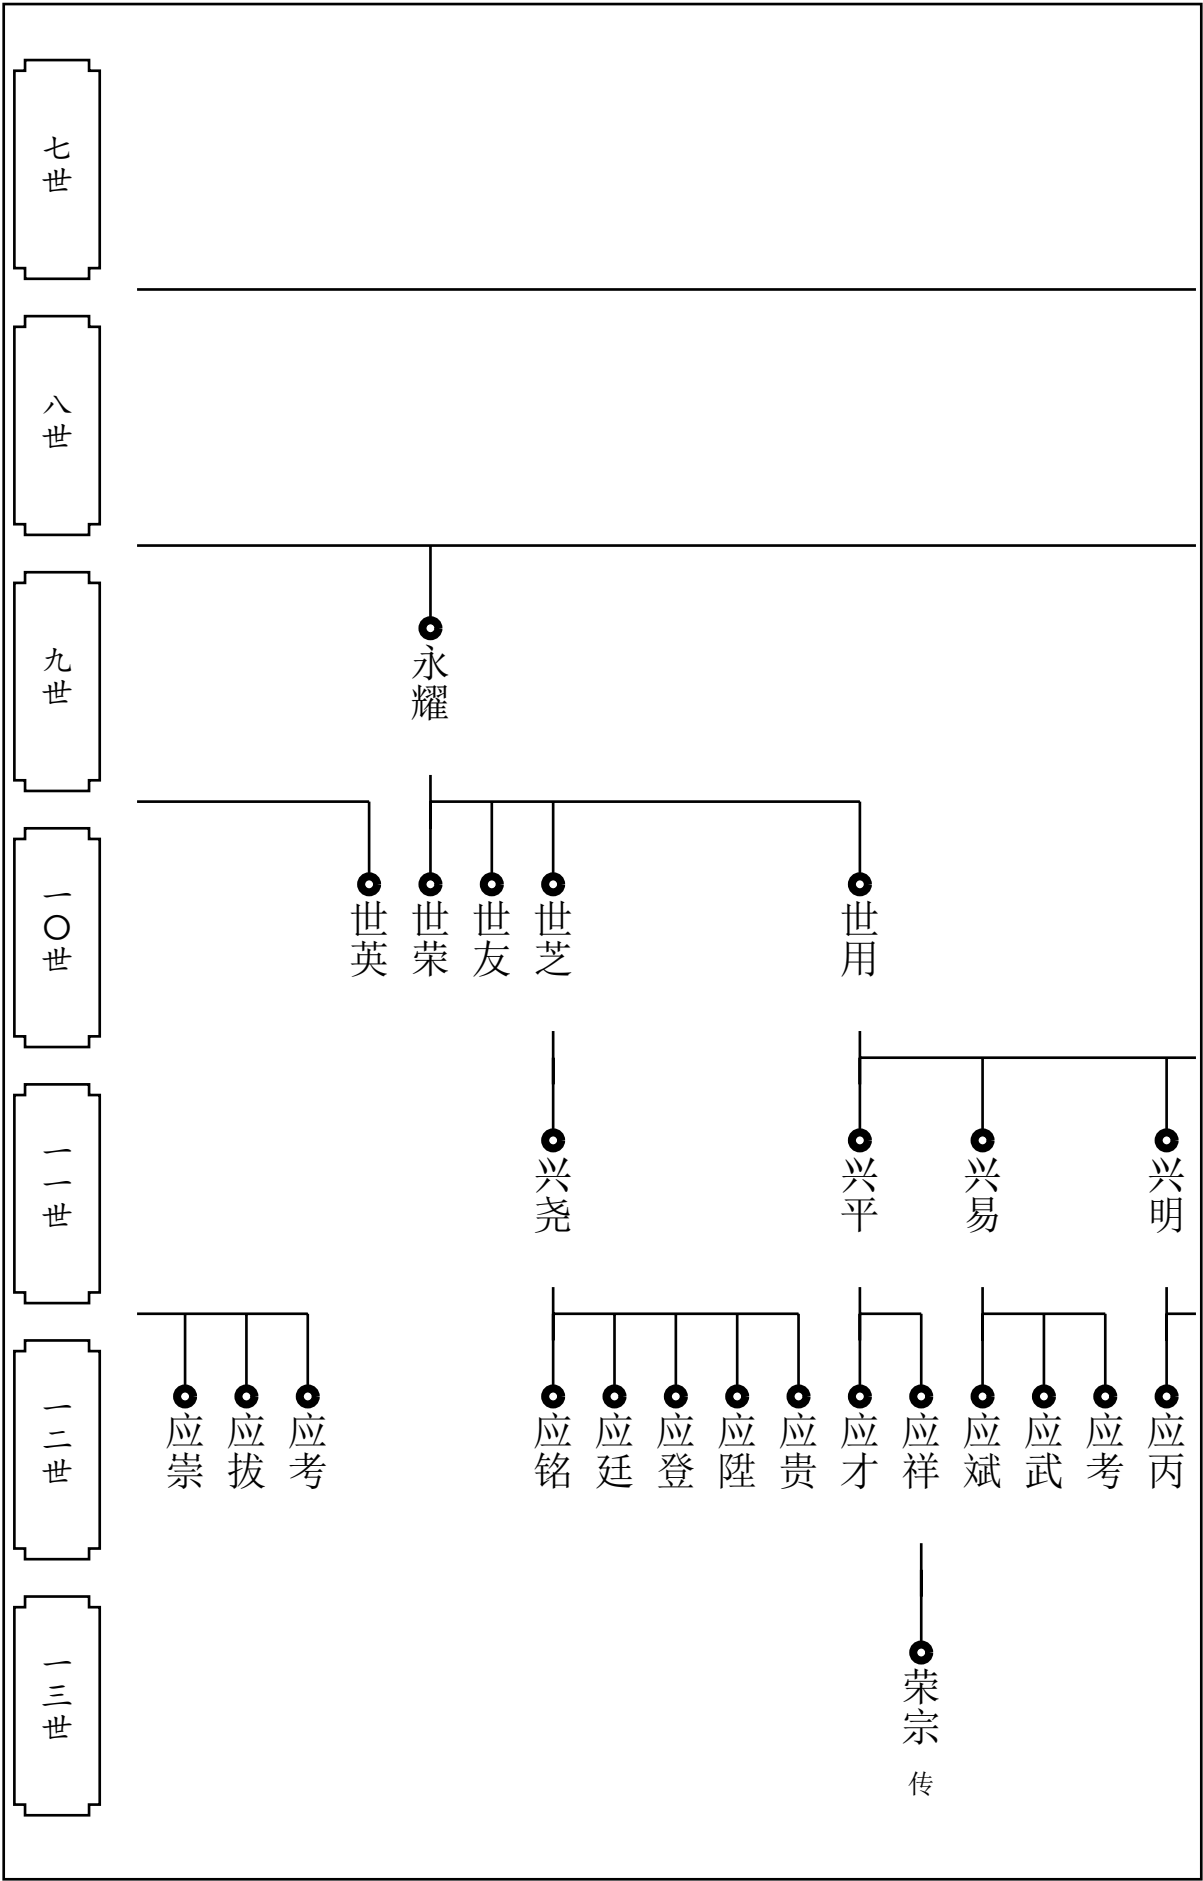 七世
八世
九世
永耀
一〇世
世英
世荣
世友
世芝
世用
一一世
兴尧
兴平
兴易
兴明
一二世
应崇
应拔
应考
应铭
应廷
应登
应陞
应贵
应才
应祥
应斌
应武
应考
应丙
一三世
荣宗 传